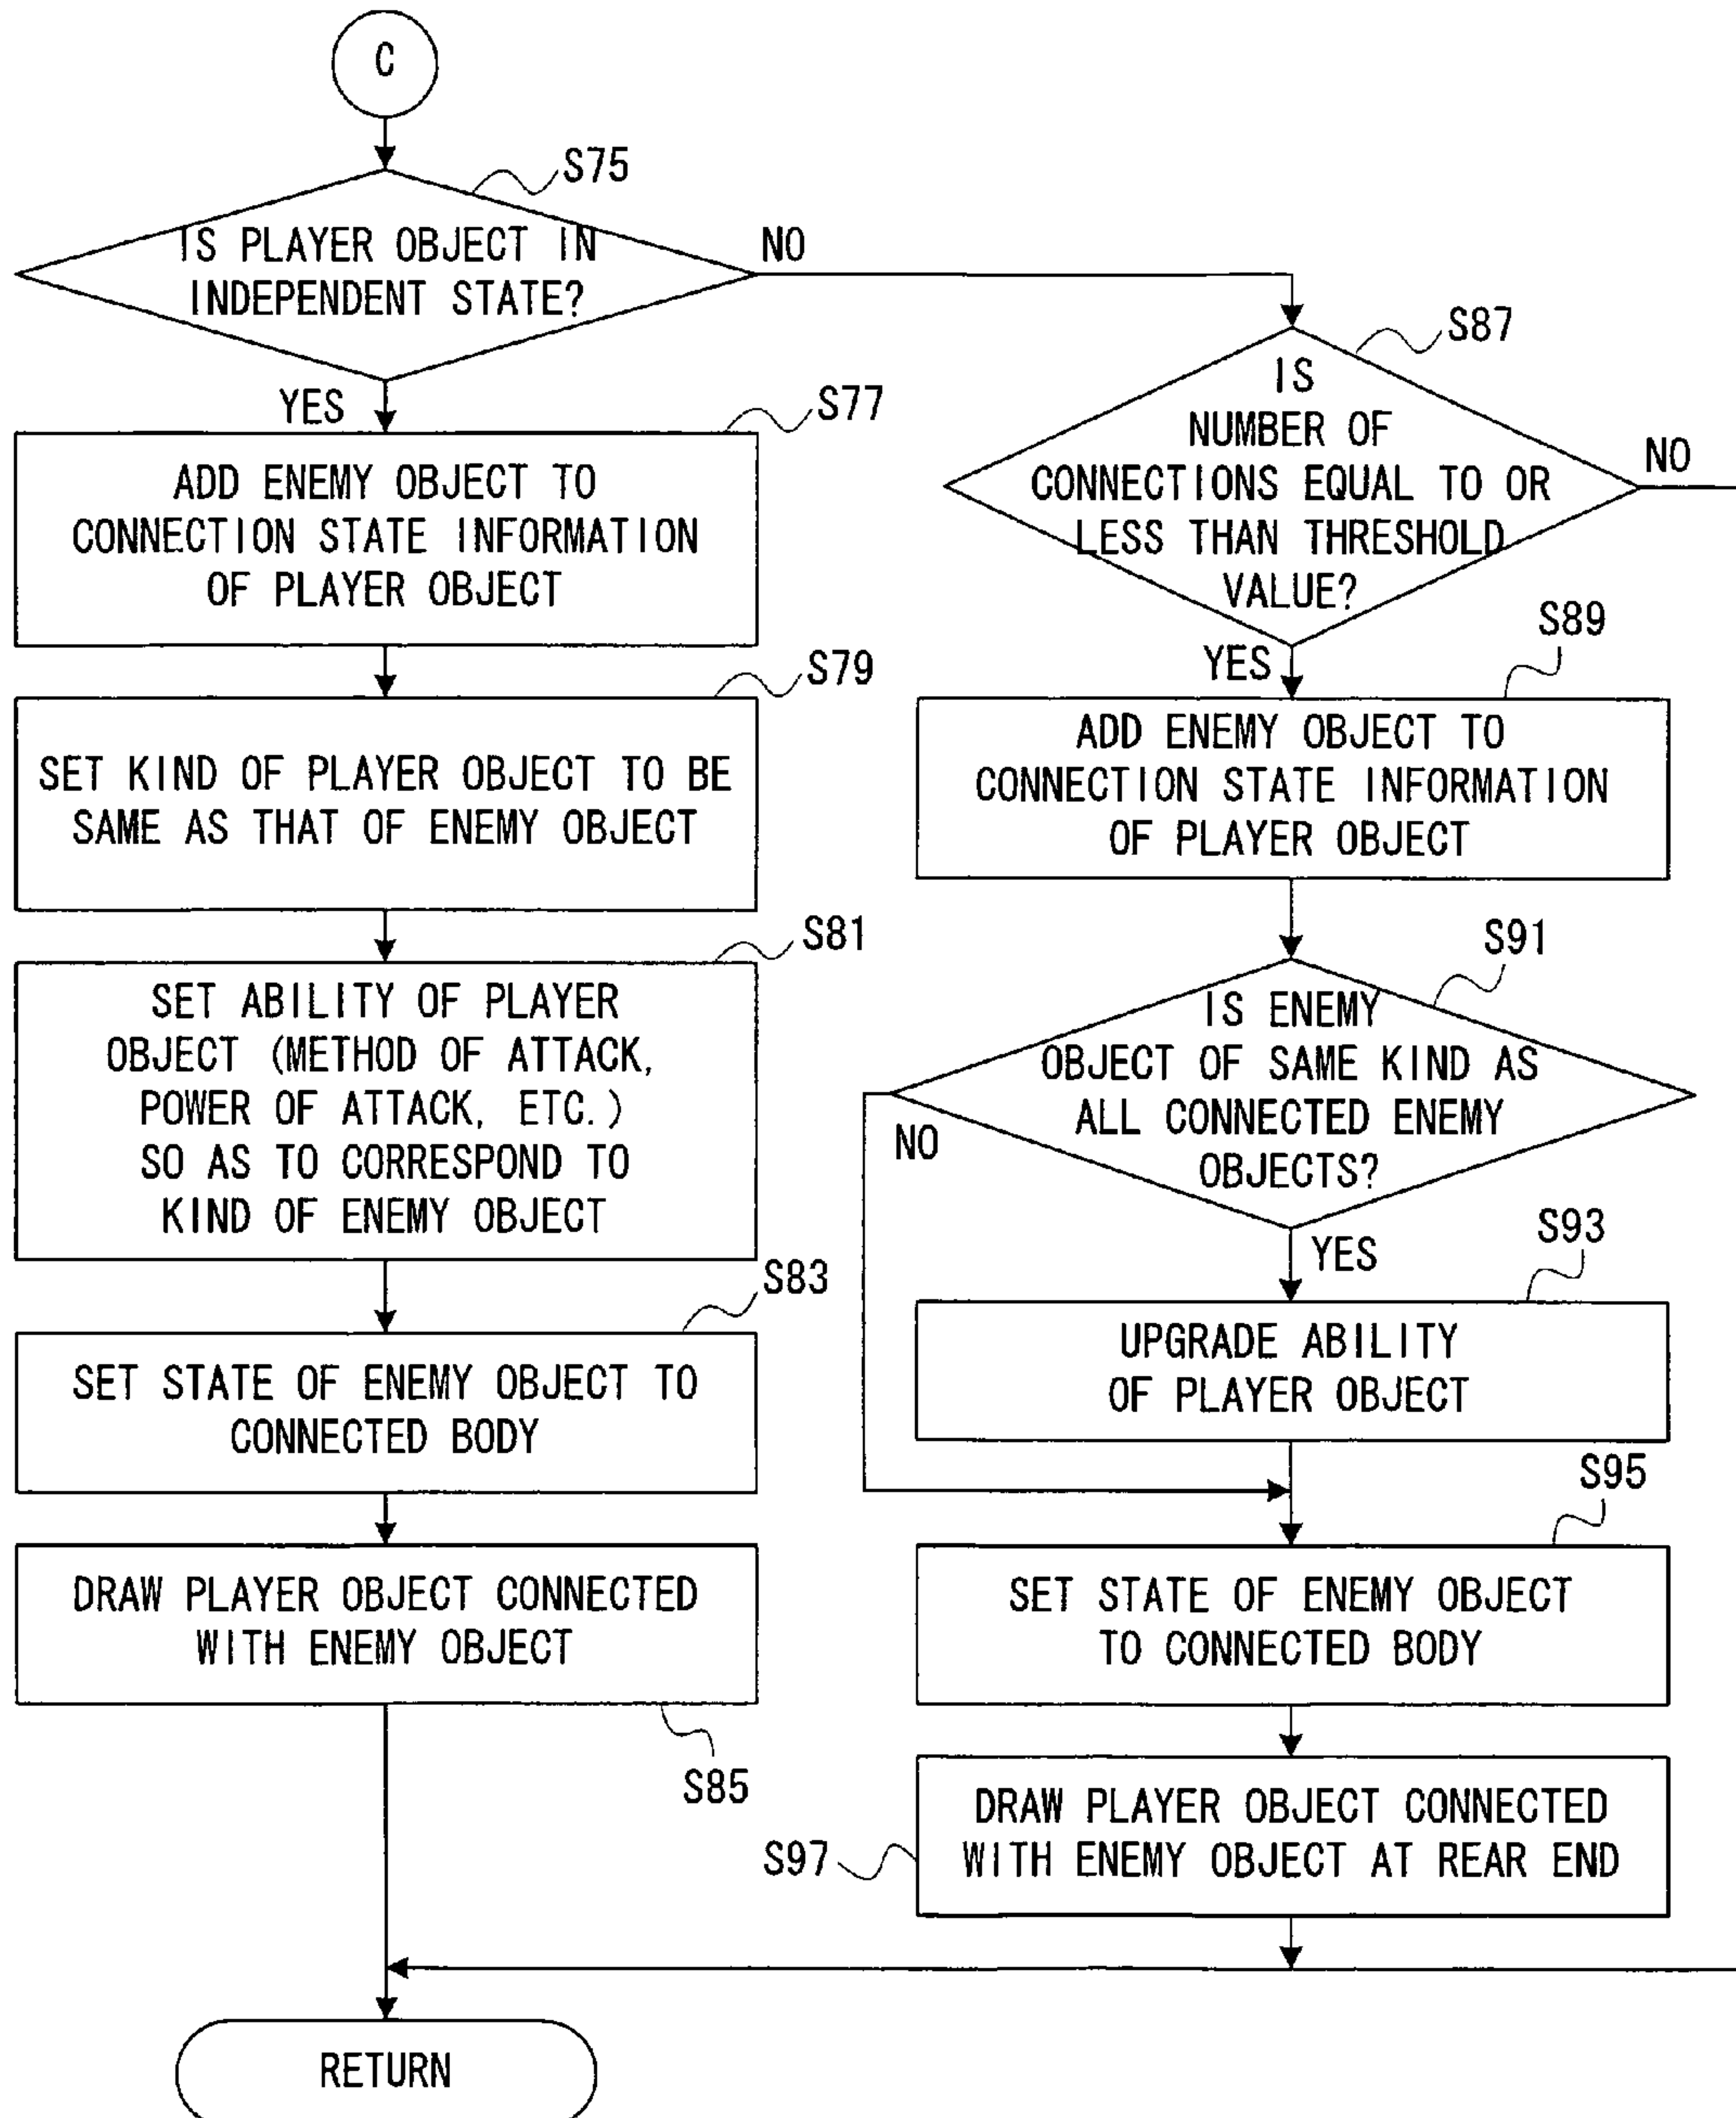 C
S75
IS PLAYER OBJECT IN
INDEPENDENT STATE?
NO
YES
S77
ADD ENEMY OBJECT TO
CONNECTION STATE INFORMATION
OF PLAYER OBJECT
S79
SET KIND OF PLAYER OBJECT TO BE
SAME AS THAT OF ENEMY OBJECT
S81
SET ABILITY OF PLAYER
OBJECT (METHOD OF ATTACK,
POWER OF ATTACK, ETC.)
SO AS TO CORRESPOND TO
KIND OF ENEMY OBJECT
S83
SET STATE OF ENEMY OBJECT TO
CONNECTED BODY
DRAW PLAYER OBJECT CONNECTED
WITH ENEMY OBJECT
S85
S87
IS
NUMBER OF
CONNECTIONS EQUAL TO OR
LESS THAN THRESHOLD
VALUE?
NO
YES
S89
ADD ENEMY OBJECT TO
CONNECTION STATE INFORMATION
OF PLAYER OBJECT
S91
IS ENEMY
OBJECT OF SAME KIND AS
ALL CONNECTED ENEMY
OBJECTS?
NO
YES
S93
UPGRADE ABILITY
OF PLAYER OBJECT
S95
SET STATE OF ENEMY OBJECT
TO CONNECTED BODY
S97
DRAW PLAYER OBJECT CONNECTED
WITH ENEMY OBJECT AT REAR END
RETURN